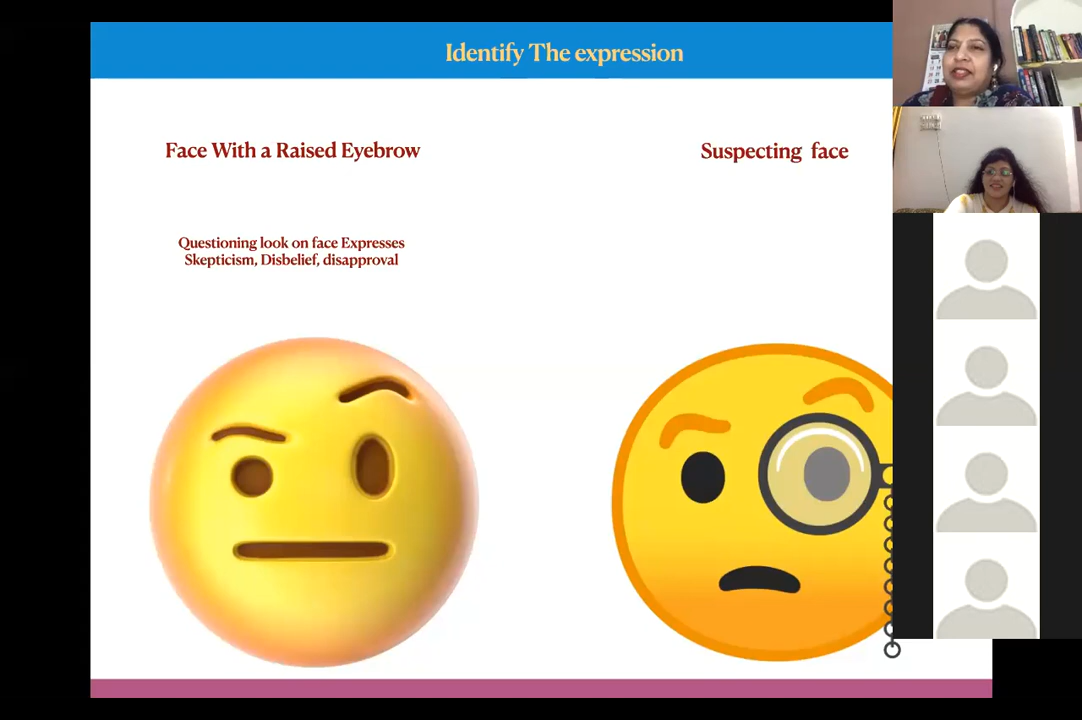 Identify The expression
Face With a Raised Eyebrow
Suspecting face
Questioning look on face Expresses
Skepticism, Disbelief, disapproval